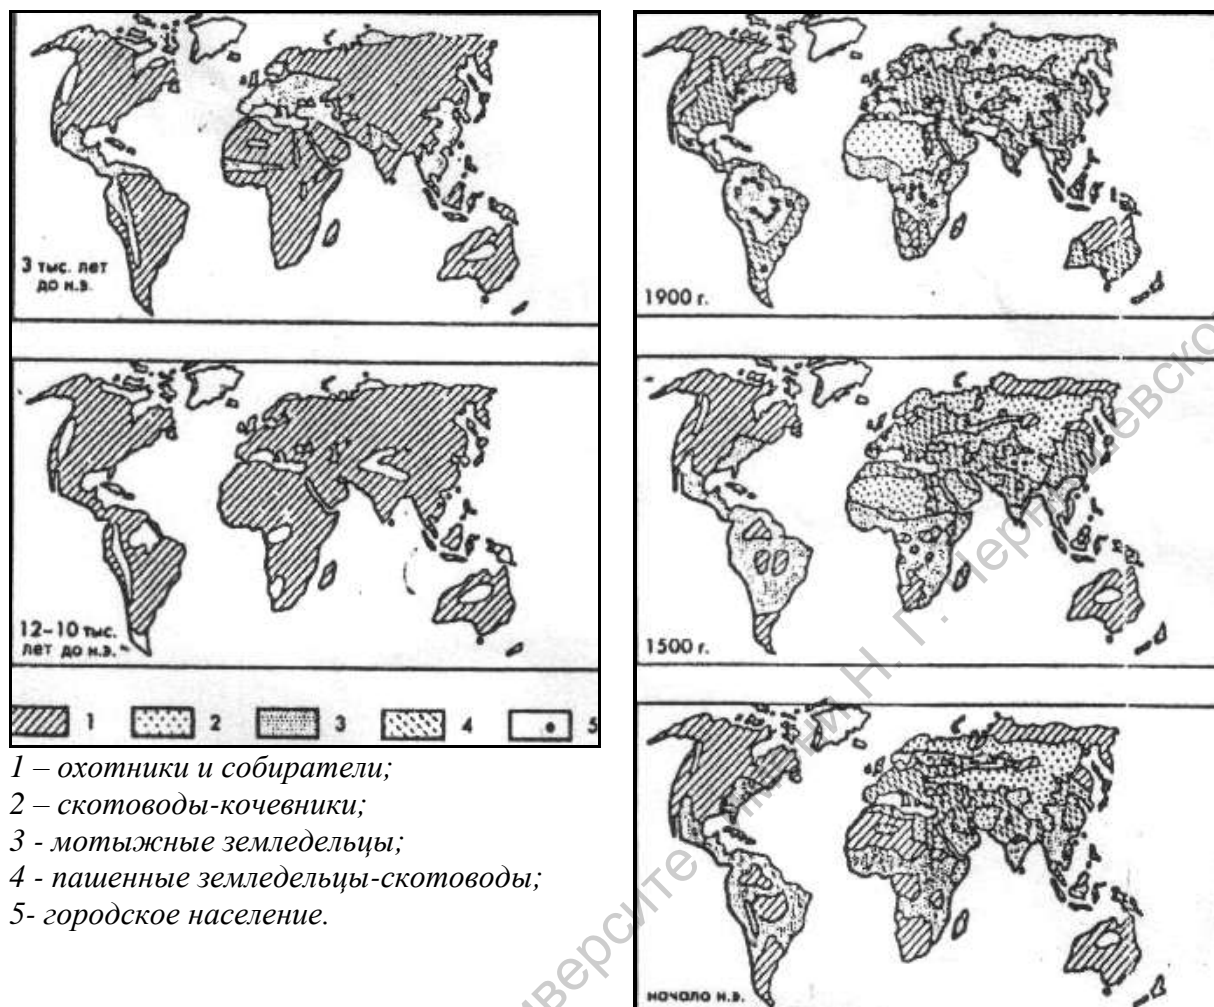 3 тыс. лет
до н.э.
12–10 тыс.
лет до н.э.
1 2 3 4 5
1 – охотники и собиратели;
2 – скотоводы-кочевники;
3 - мотыжные земледельцы;
4 - пашенные земледельцы-скотоводы;
5- городское население.
1900 г.
1500 г.
начало н.э.
Н. Г.